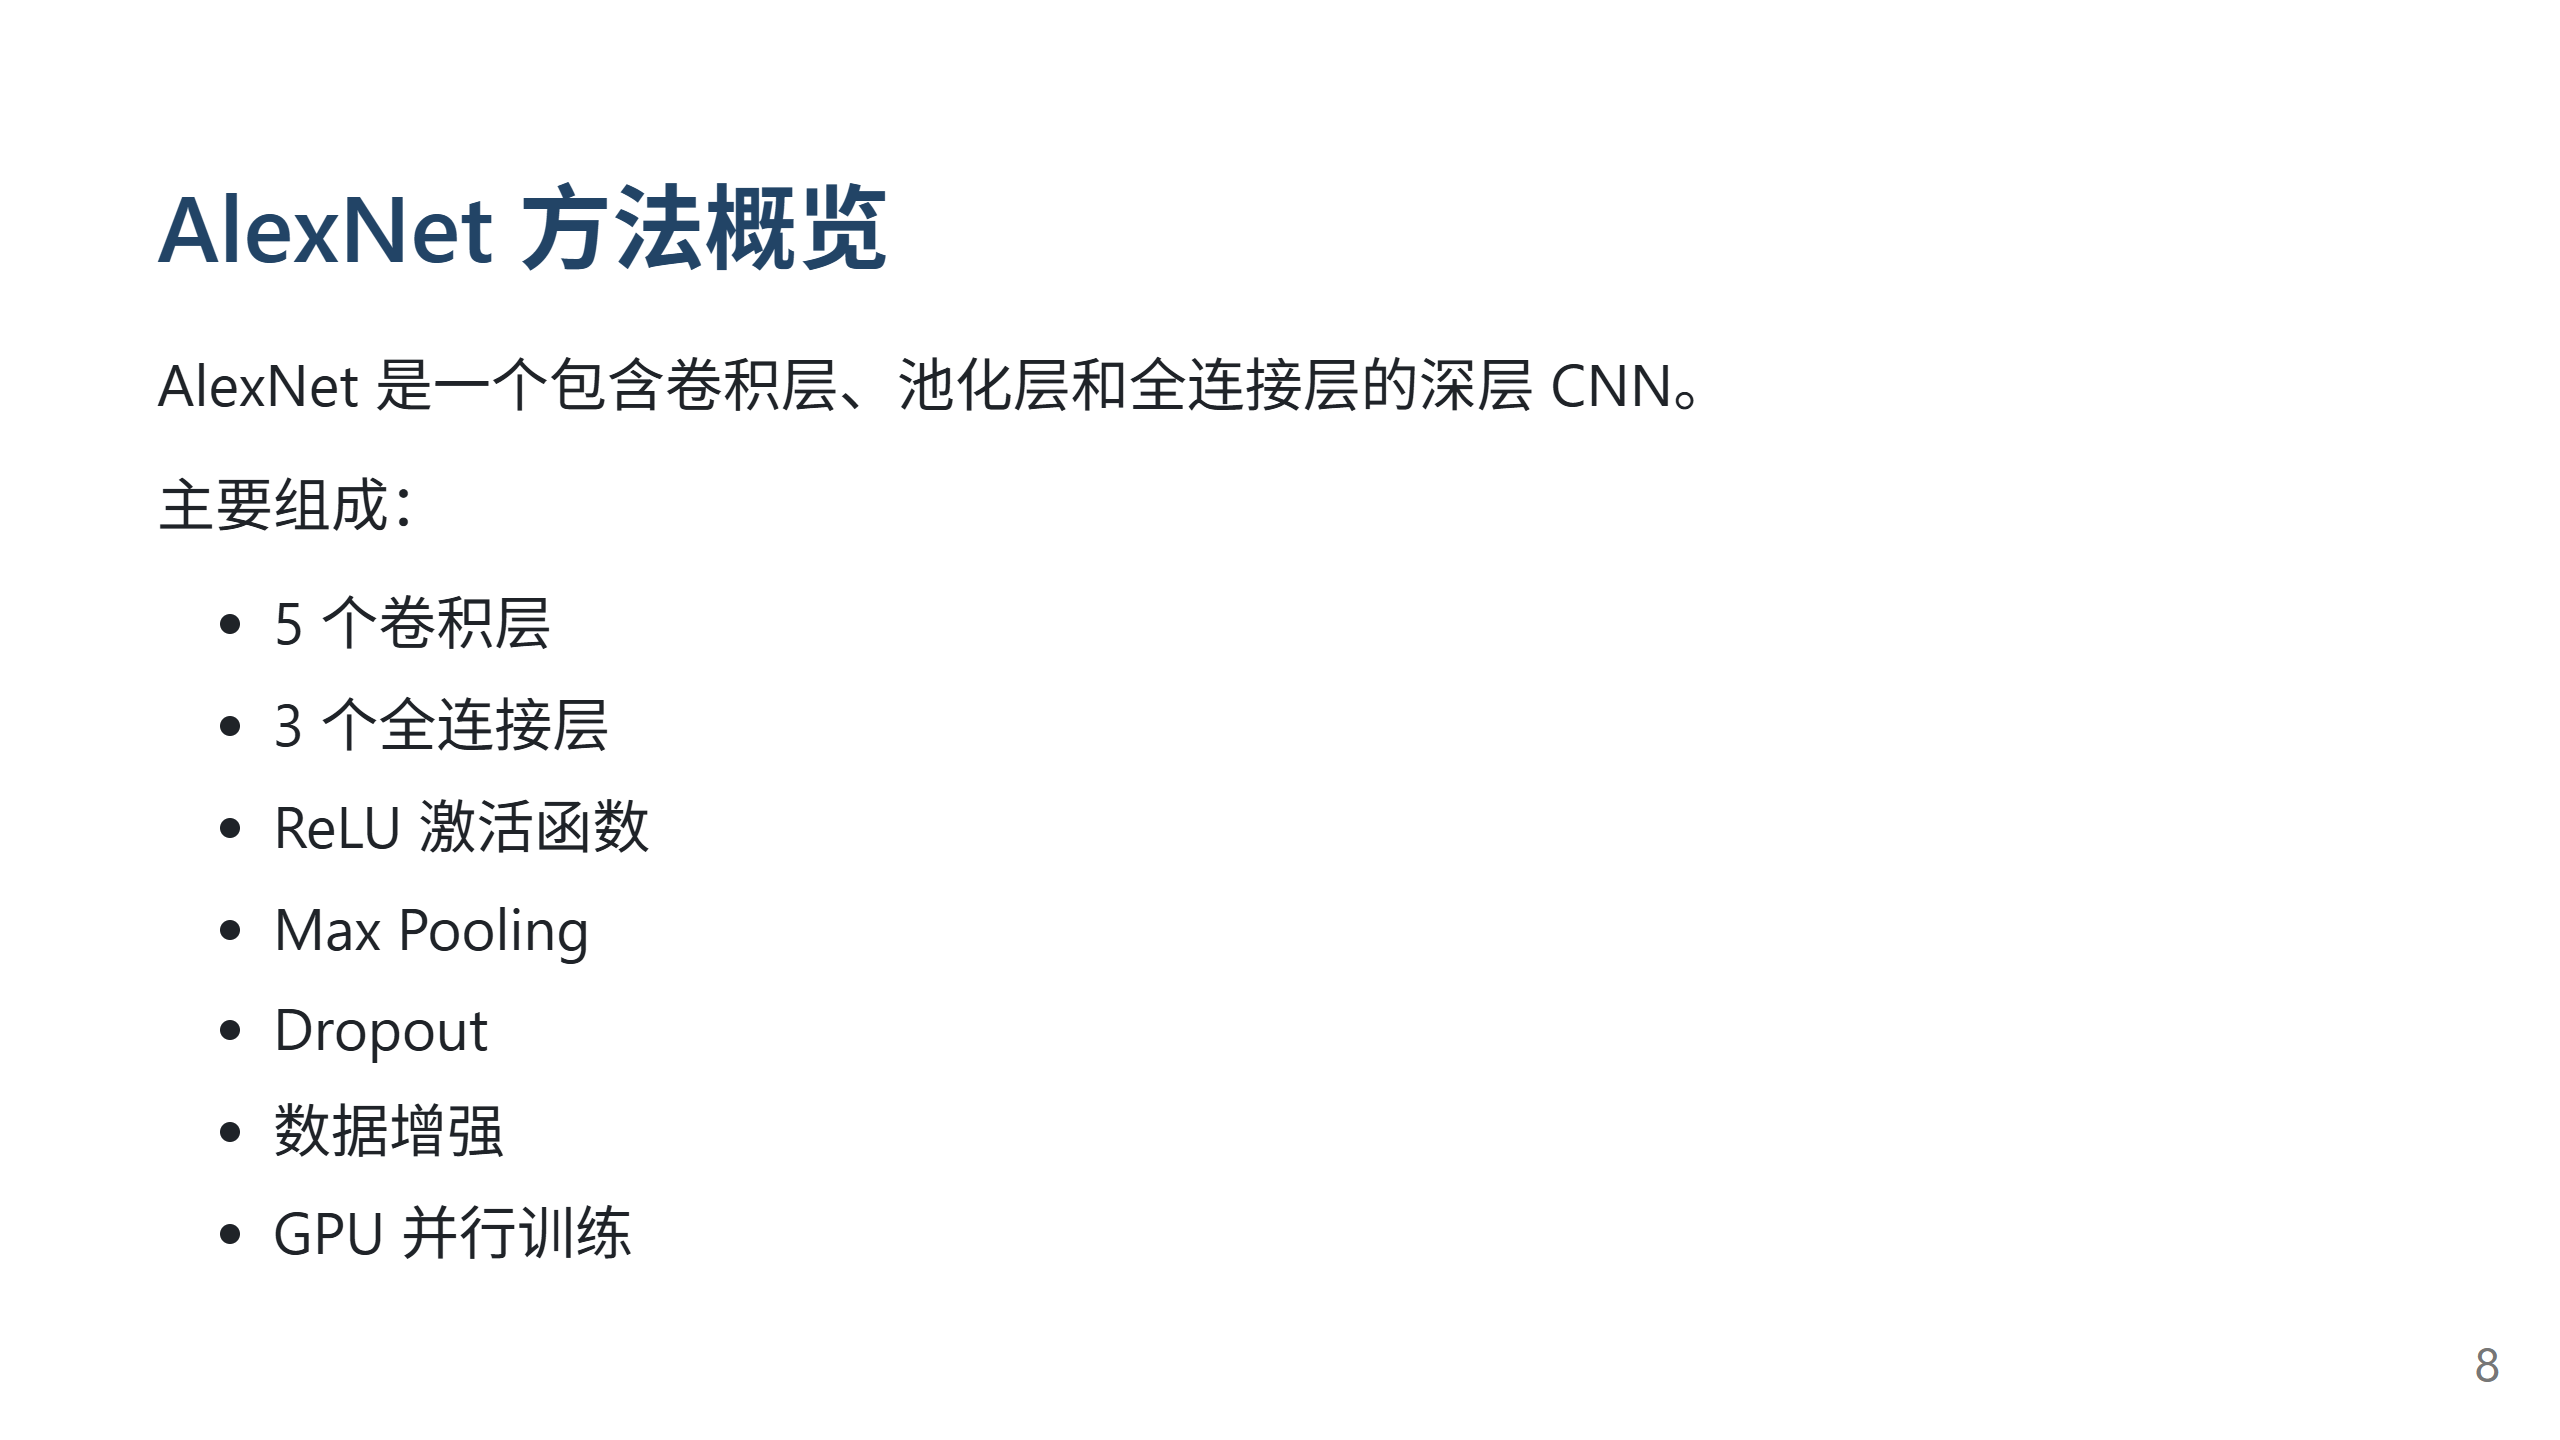 AlexNet 方法概览
AlexNet 是一个包含卷积层、池化层和全连接层的深层 CNN。
主要组成：
• 5 个卷积层
• 3 个全连接层
• ReLU 激活函数
• Max Pooling
• Dropout
• 数据增强
• GPU 并行训练
8